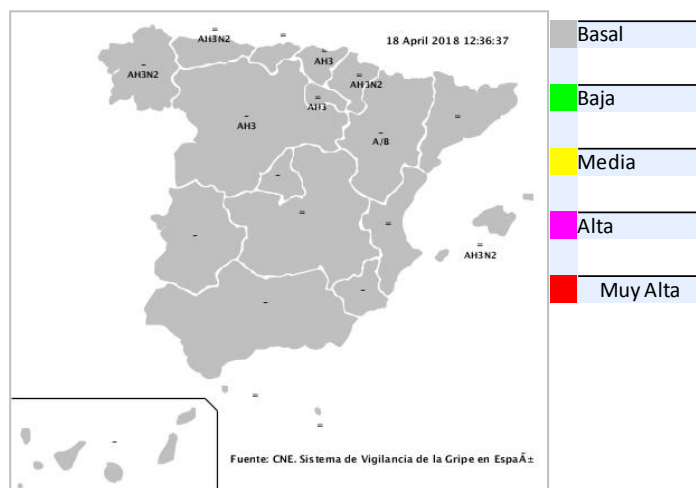 =
AH3N2
=
18 April 2018 12:36:37
=
AH3
–
AH3N2
=
AH3N2
=
AH3
–
AH3
–
A/B
=
–
=
=
–
=
AH3N2
–
–
=
=
–
Fuente: CNE. Sistema de Vigilancia de la Gripe en EspaÃ±
Basal
Baja
Media
Alta
Muy Alta